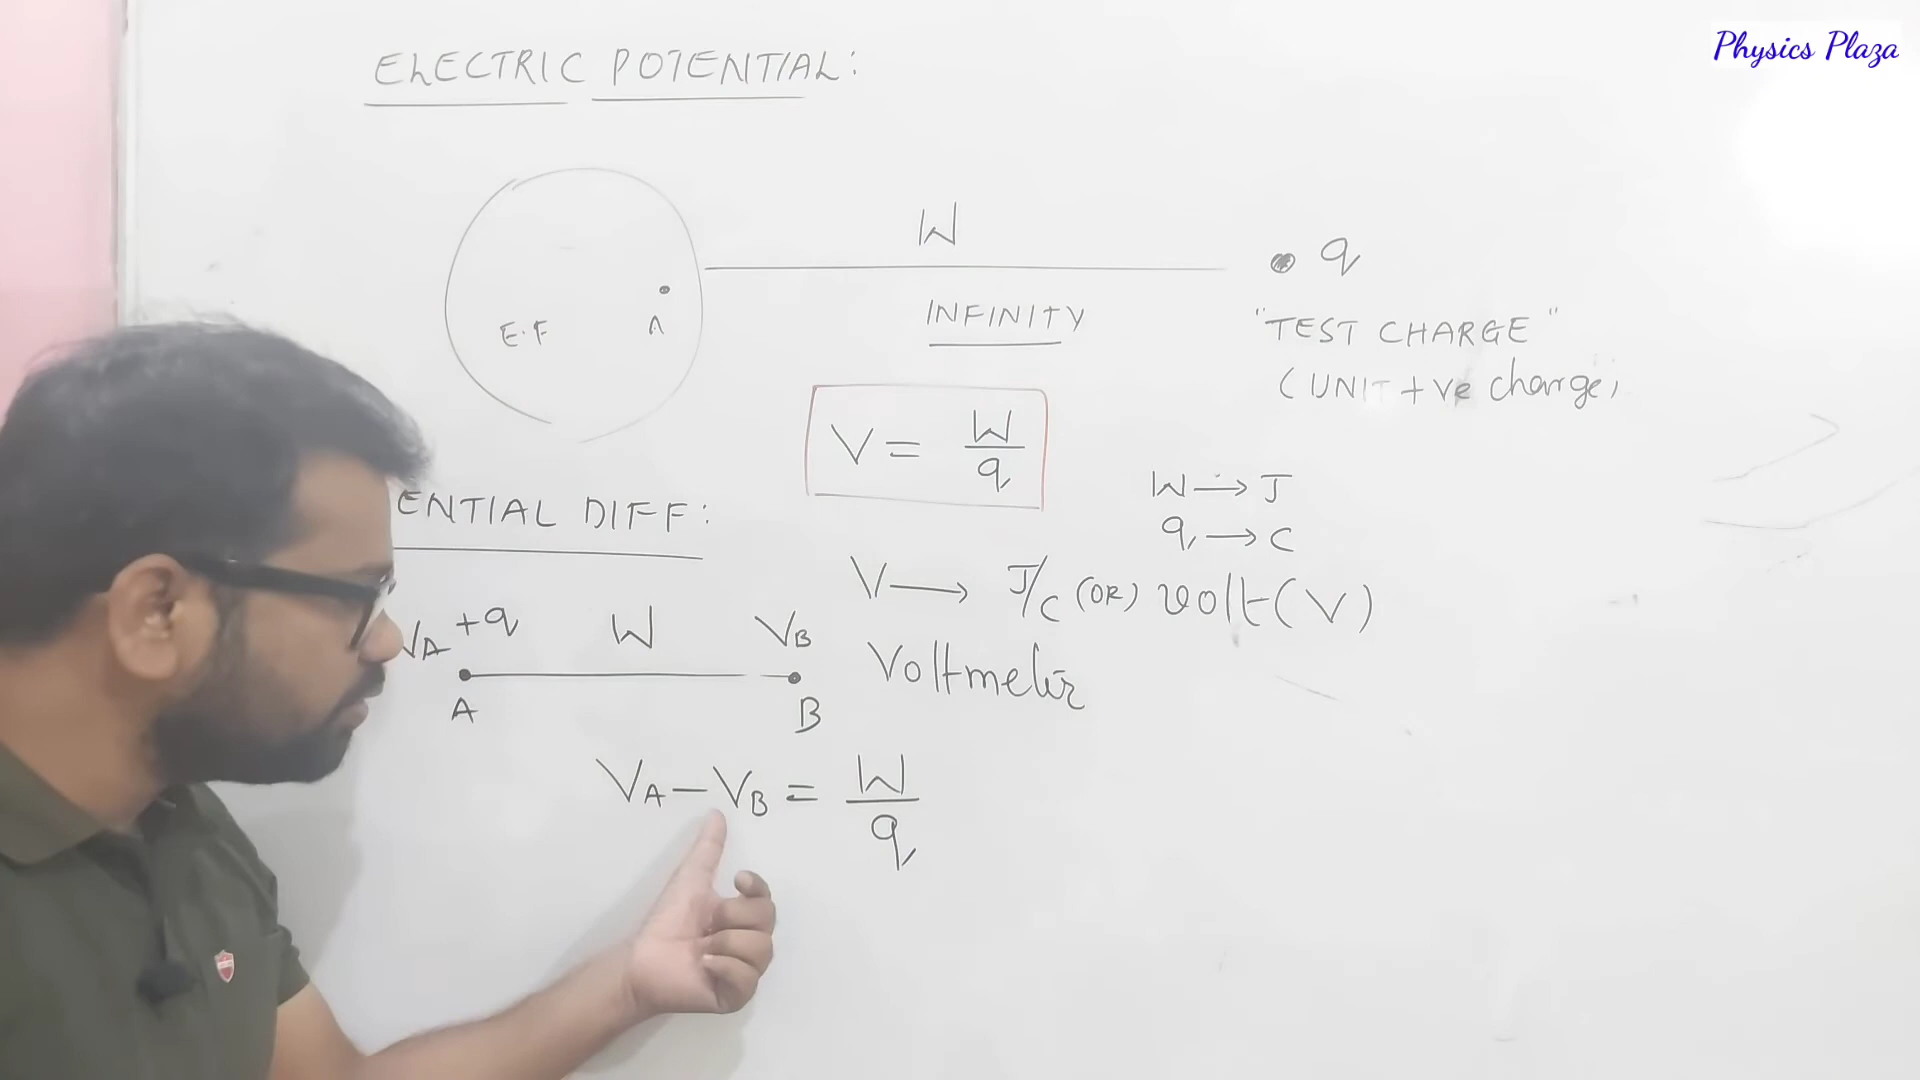 Physics Plaza
ELECTRIC POTENTIAL:
W
q
E.F
A
INFINITY
"TEST CHARGE"
(UNIT +ve charge)
V = W/q
W → J
q → C
ENTIAL DIFF:
V → J/C (OR) volt (V)
VA +q W VB
A B
Voltmeter
VA - VB = W/q